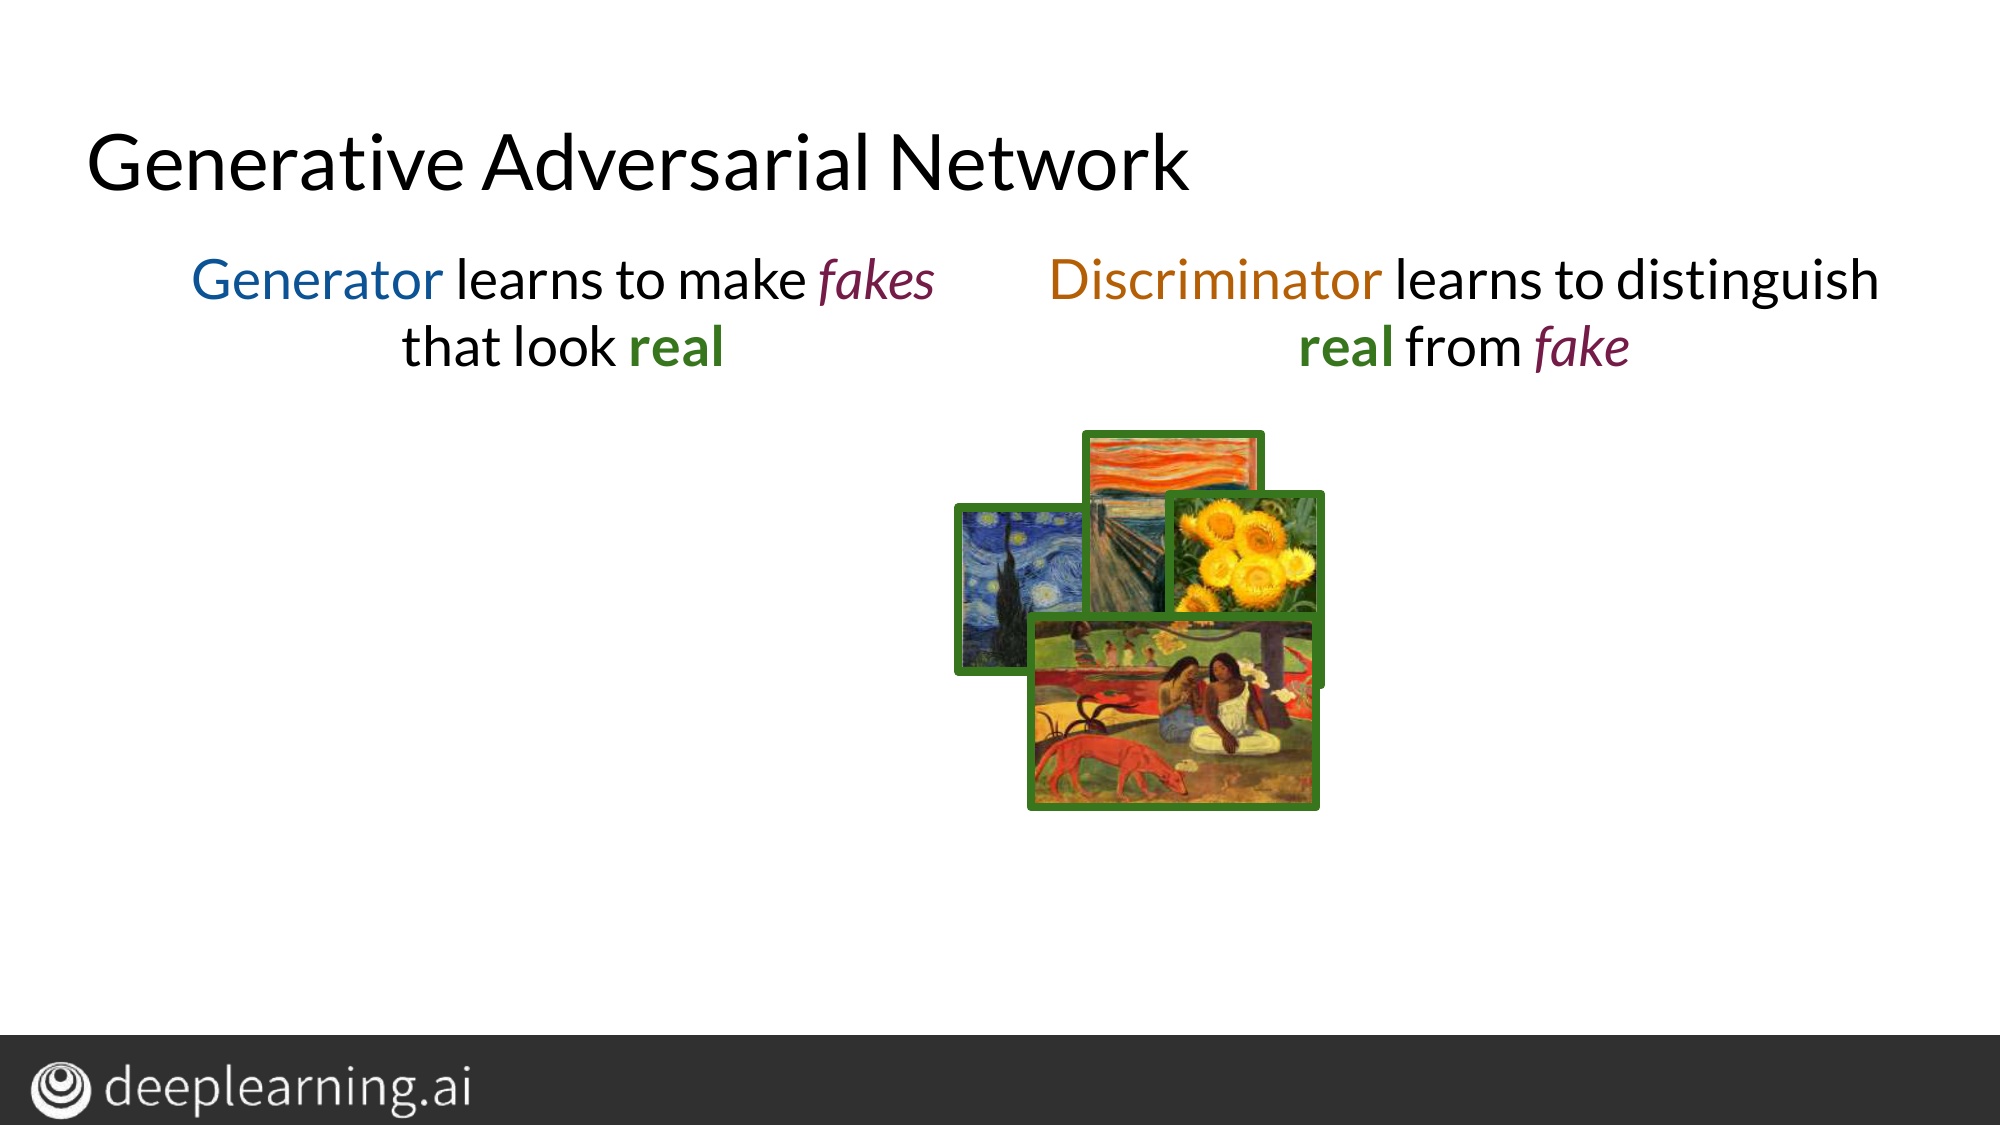 Generative Adversarial Network
Generator learns to make fakes
that look real
Discriminator learns to distinguish
real from fake
deeplearning.ai